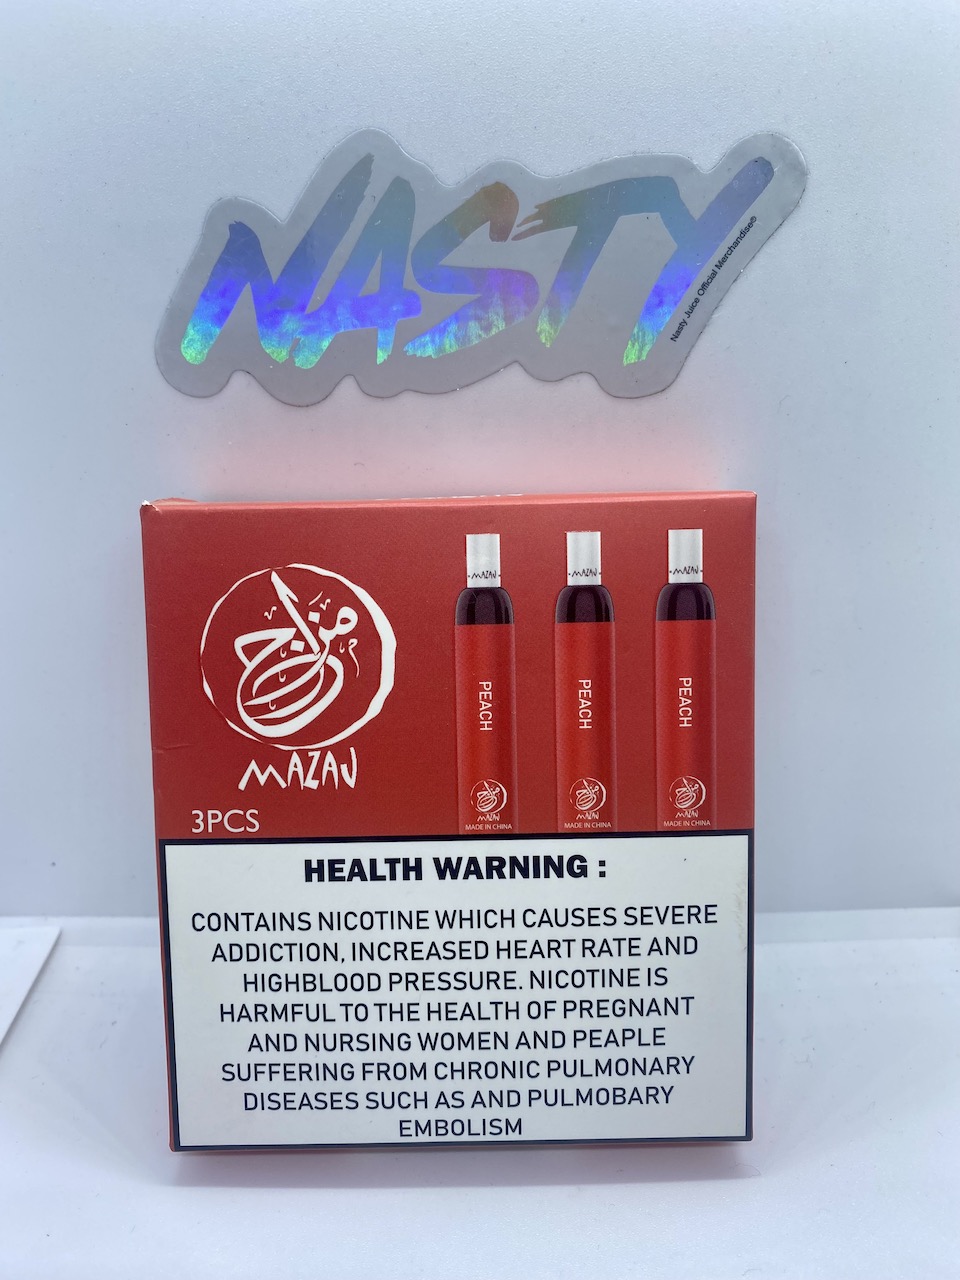 NASTY
Nasty Juice Official Merchandise®
مزاج
MAZAJ
3PCS
-MAZAJ-
-MAZAJ-
-MAZAJ-
PEACH
PEACH
PEACH
MAZAJ
MAZAJ
MAZAJ
MADE IN CHINA
MADE IN CHINA
MADE IN CHINA
HEALTH WARNING :
CONTAINS NICOTINE WHICH CAUSES SEVERE
ADDICTION, INCREASED HEART RATE AND
HIGHBLOOD PRESSURE. NICOTINE IS
HARMFUL TO THE HEALTH OF PREGNANT
AND NURSING WOMEN AND PEAPLE
SUFFERING FROM CHRONIC PULMONARY
DISEASES SUCH AS AND PULMOBARY
EMBOLISM